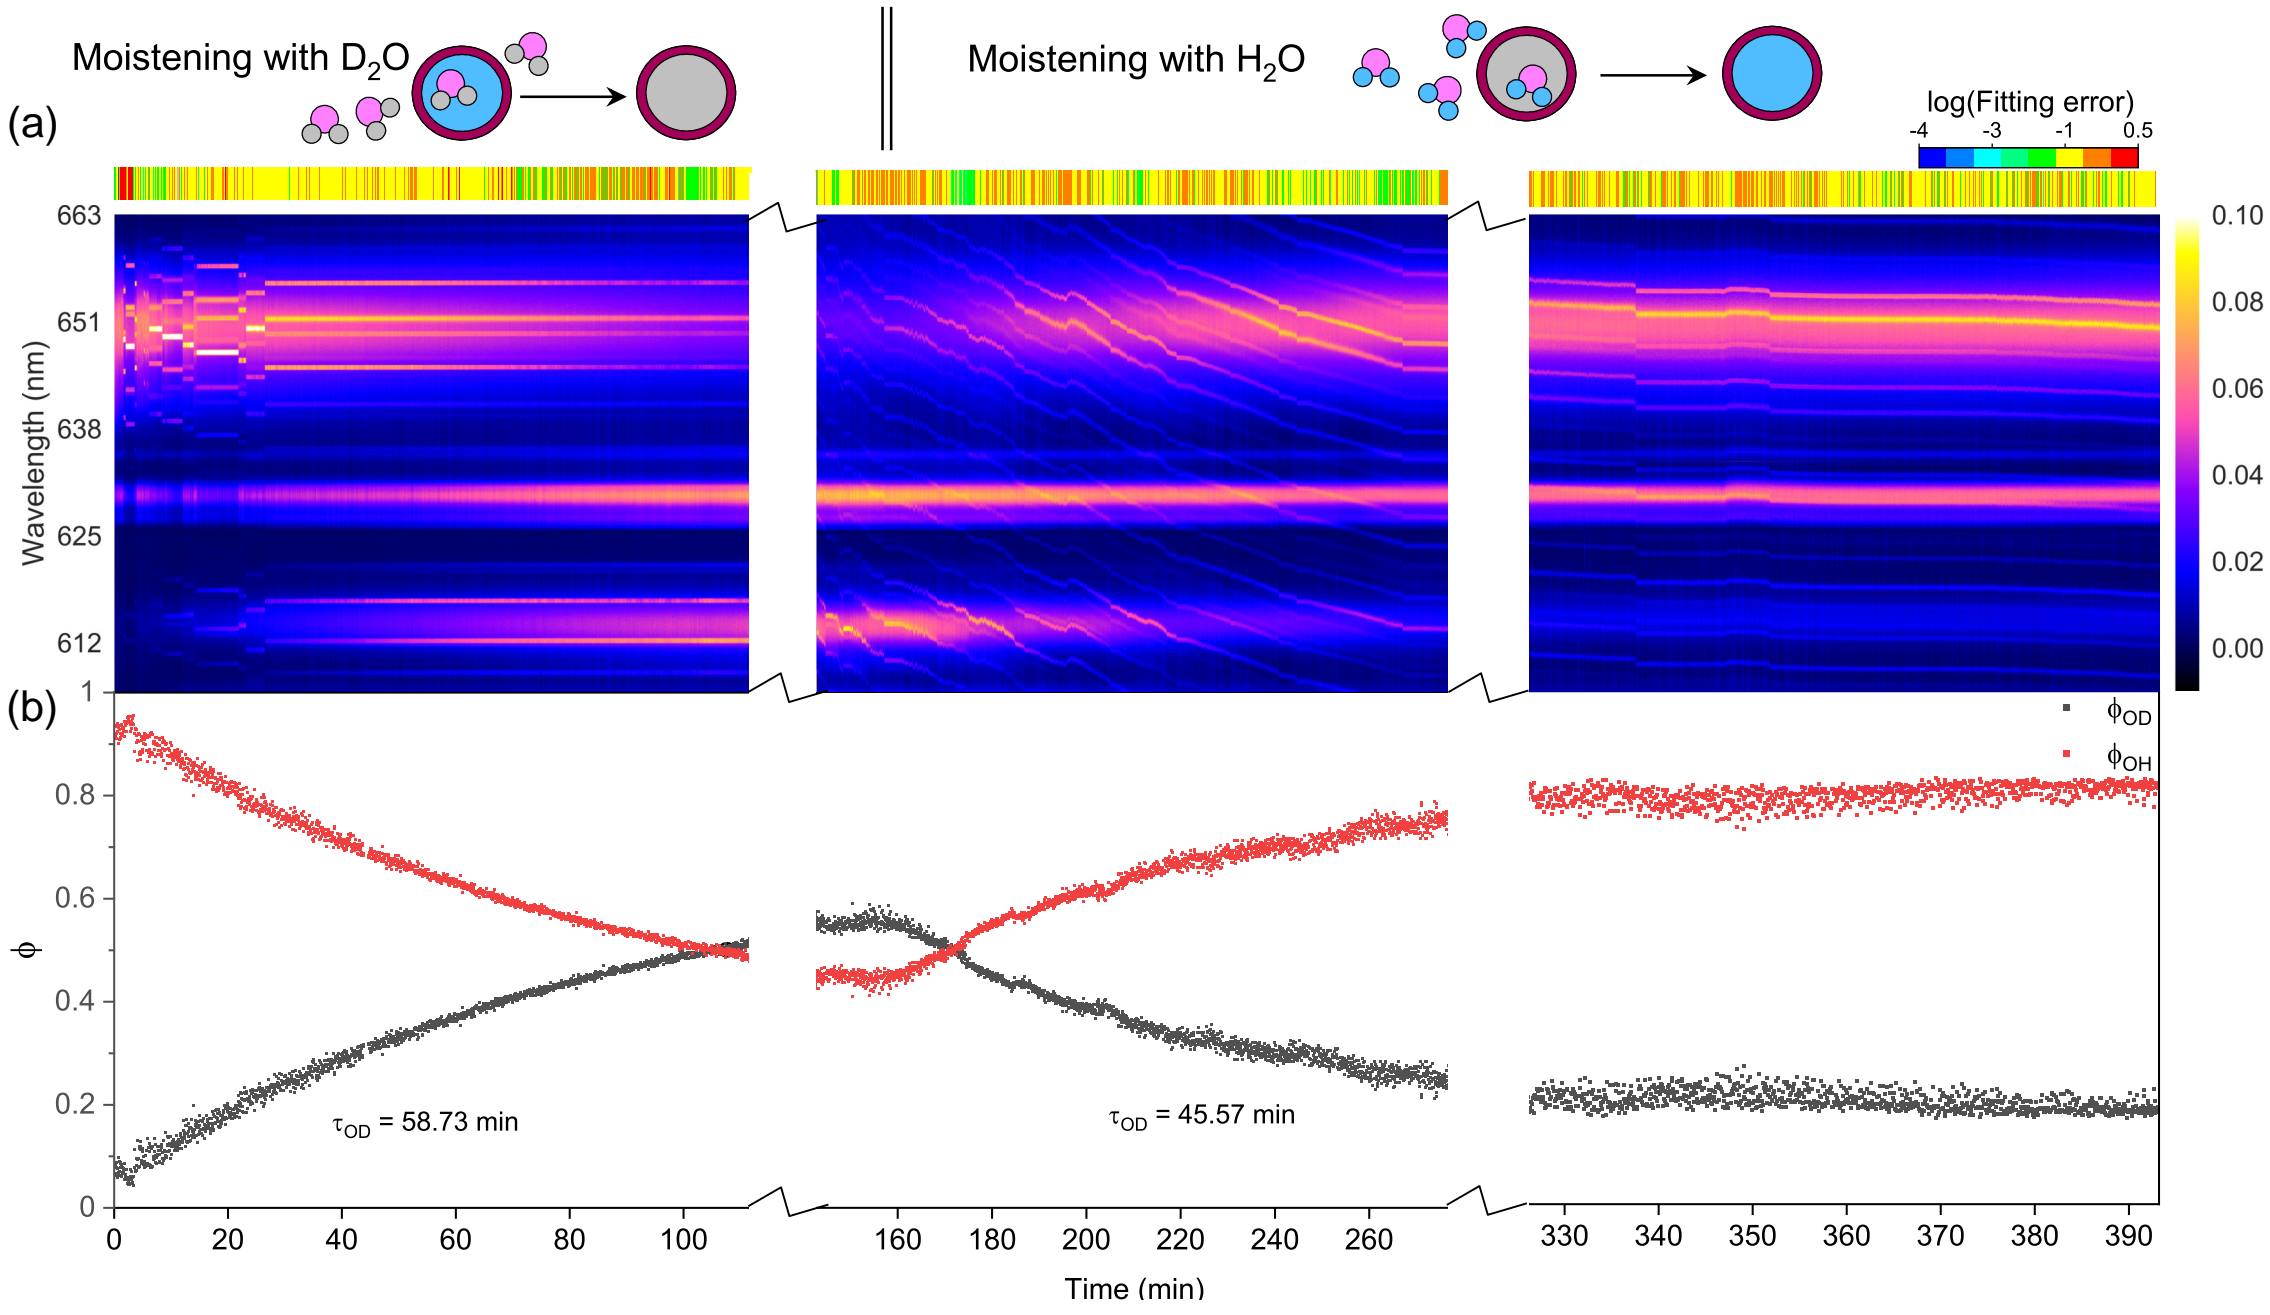 Moistening with D₂O
Moistening with H₂O
(a)
log(Fitting error)
-4 -3 -1 0.5
663
651
638
625
612
Wavelength (nm)
0.10
0.08
0.06
0.04
0.02
0.00
(b)
1
0.8
0.6
0.4
0.2
0
ϕ
ϕOD
ϕOH
τOD = 58.73 min
τOD = 45.57 min
0 20 40 60 80 100 160 180 200 220 240 260 330 340 350 360 370 380 390
Time (min)